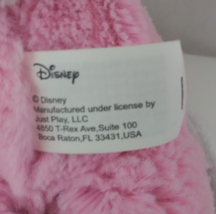 Disney
© Disney
Manufactured under license by
Just Play, LLC
4850 T-Rex Ave,Suite 100
Boca Raton,FL 33431,USA